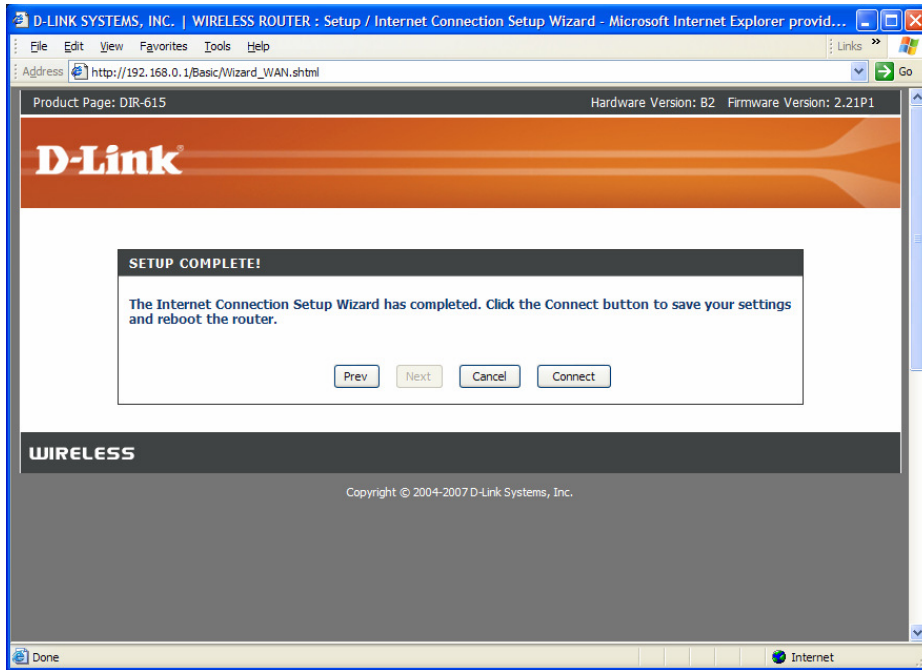 D-LINK SYSTEMS, INC. | WIRELESS ROUTER : Setup / Internet Connection Setup Wizard - Microsoft Internet Explorer provid...
File Edit View Favorites Tools Help Links »
Address http://192.168.0.1/Basic/Wizard_WAN.shtml Go
Product Page: DIR-615 Hardware Version: B2 Firmware Version: 2.21P1
D-Link®
SETUP COMPLETE!
The Internet Connection Setup Wizard has completed. Click the Connect button to save your settings
and reboot the router.
Prev Next Cancel Connect
WIRELESS
Copyright © 2004-2007 D-Link Systems, Inc.
Done Internet